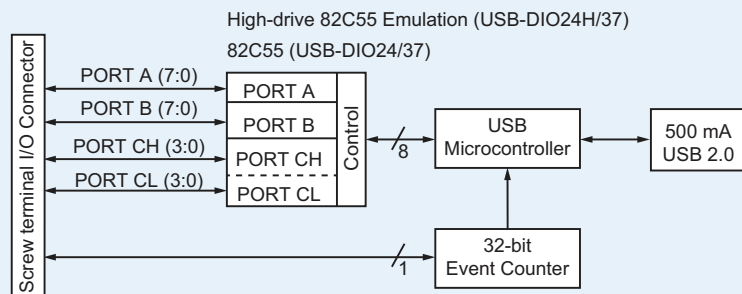 High-drive 82C55 Emulation (USB-DIO24H/37)
82C55 (USB-DIO24/37)
Screw terminal I/O Connector
PORT A (7:0)
PORT B (7:0)
PORT CH (3:0)
PORT CL (3:0)
PORT A
PORT B
PORT CH
PORT CL
Control
8
USB
Microcontroller
500 mA
USB 2.0
1
32-bit
Event Counter